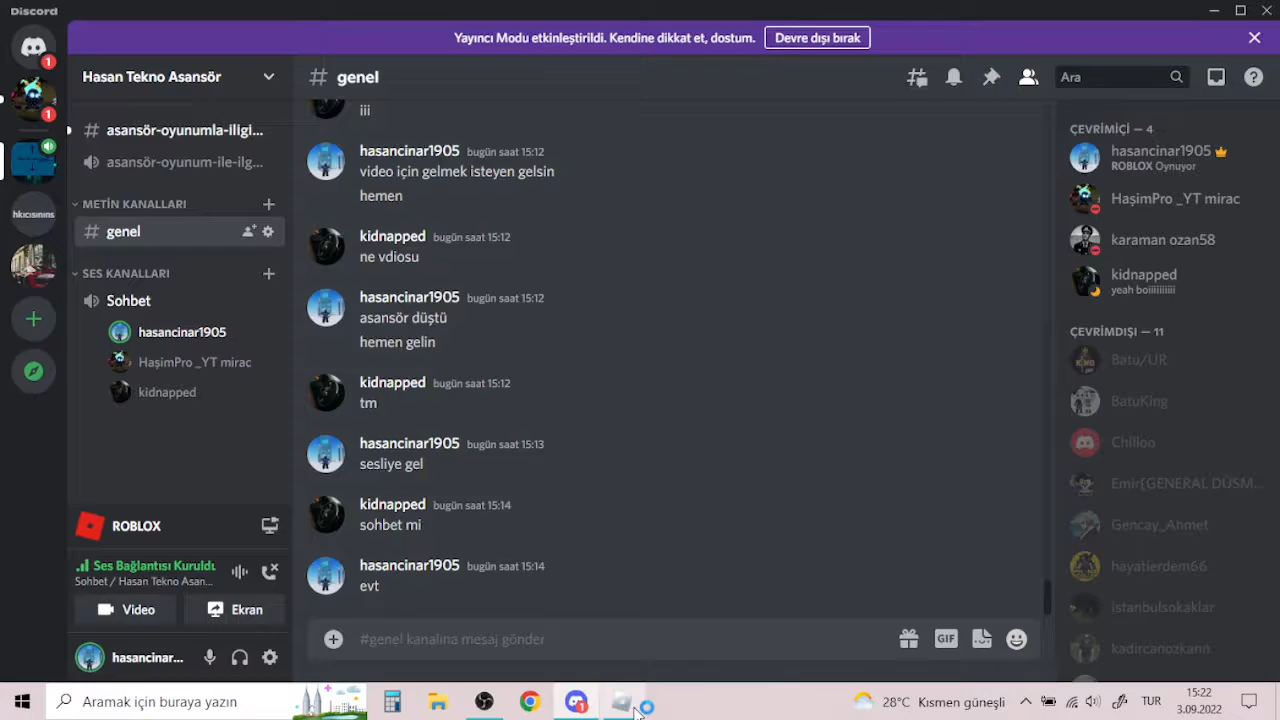 Discord
Yayıncı Modu etkinleştirildi. Kendine dikkat et, dostum.
Devre dışı bırak
1
1
hkicisinins
Hasan Tekno Asansör
asansör-oyunumla-iligi...
asansör-oyunum-ile-ilg...
METİN KANALLARI
genel
SES KANALLARI
Sohbet
hasancinar1905
HaşimPro _YT mirac
kidnapped
ROBLOX
Ses Bağlantısı Kuruldu
Sohbet / Hasan Tekno Asan...
Video
Ekran
hasancinar...
# genel
Ara
iii
hasancinar1905 bugün saat 15:12
video için gelmek isteyen gelsin
hemen
kidnapped bugün saat 15:12
ne vdiosu
hasancinar1905 bugün saat 15:12
asansör düştü
hemen gelin
kidnapped bugün saat 15:12
tm
hasancinar1905 bugün saat 15:13
sesliye gel
kidnapped bugün saat 15:14
sohbet mi
hasancinar1905 bugün saat 15:14
evt
#genel kanalına mesaj gönder
GIF
ÇEVRİMİÇİ — 4
hasancinar1905
ROBLOX Oynuyor
HaşimPro _YT mirac
karaman ozan58
kidnapped
yeah boiiiiiiiiii
ÇEVRİMDIŞI — 11
Batu/UR
BatuKing
Chilloo
Emir[GENERAL DÜSM...
Gencay_Ahmet
hayatierdem66
istanbulsokaklar
kadircanozkann
Aramak için buraya yazın
1
28°C Kısmen güneşli
TUR
15:22
3.09.2022